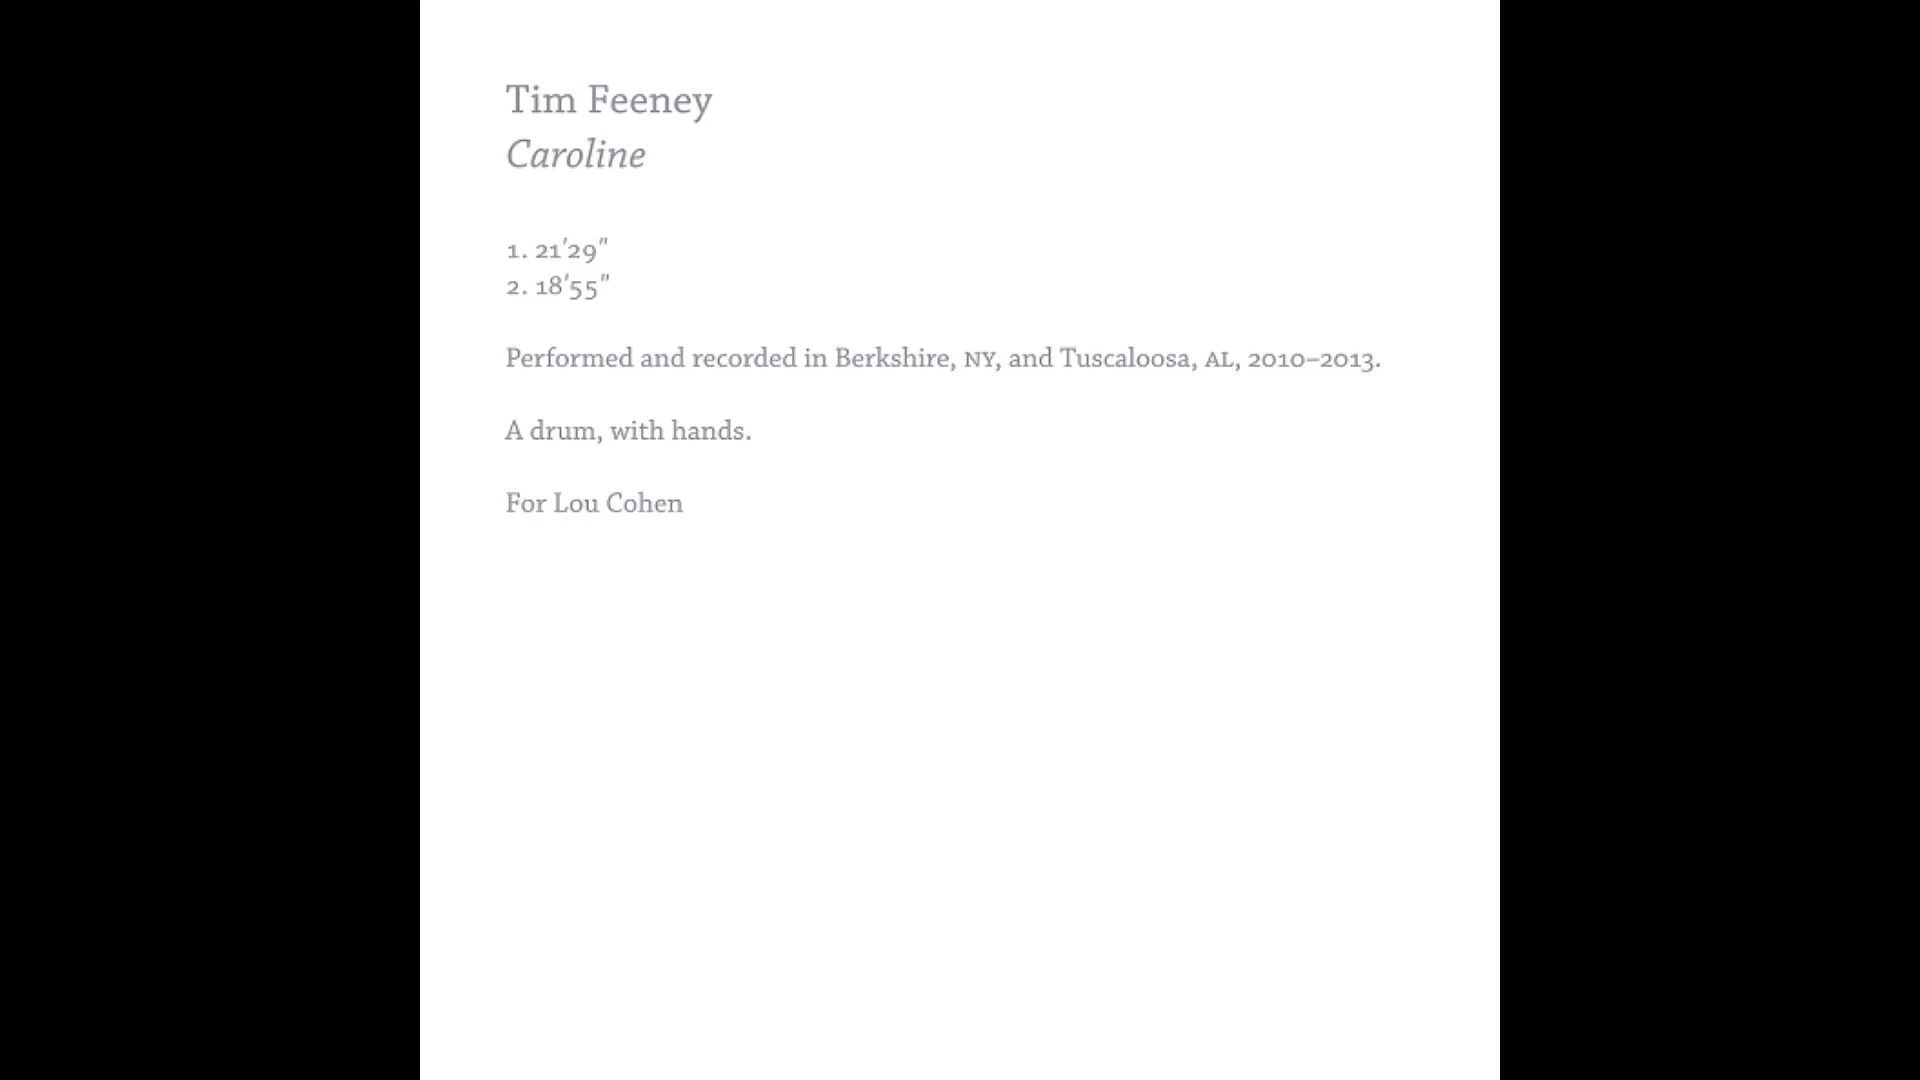 Tim Feeney
Caroline
1. 21′29″
2. 18′55″
Performed and recorded in Berkshire, NY, and Tuscaloosa, AL, 2010–2013.
A drum, with hands.
For Lou Cohen